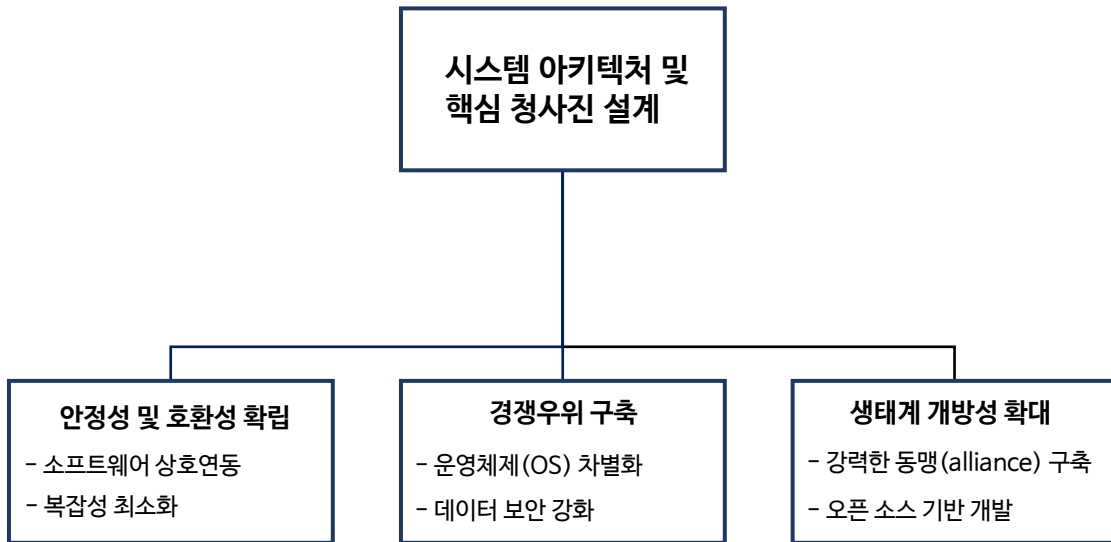 시스템 아키텍처 및
핵심 청사진 설계
안정성 및 호환성 확립
- 소프트웨어 상호연동
- 복잡성 최소화
경쟁우위 구축
- 운영체제(OS) 차별화
- 데이터 보안 강화
생태계 개방성 확대
- 강력한 동맹(alliance) 구축
- 오픈 소스 기반 개발